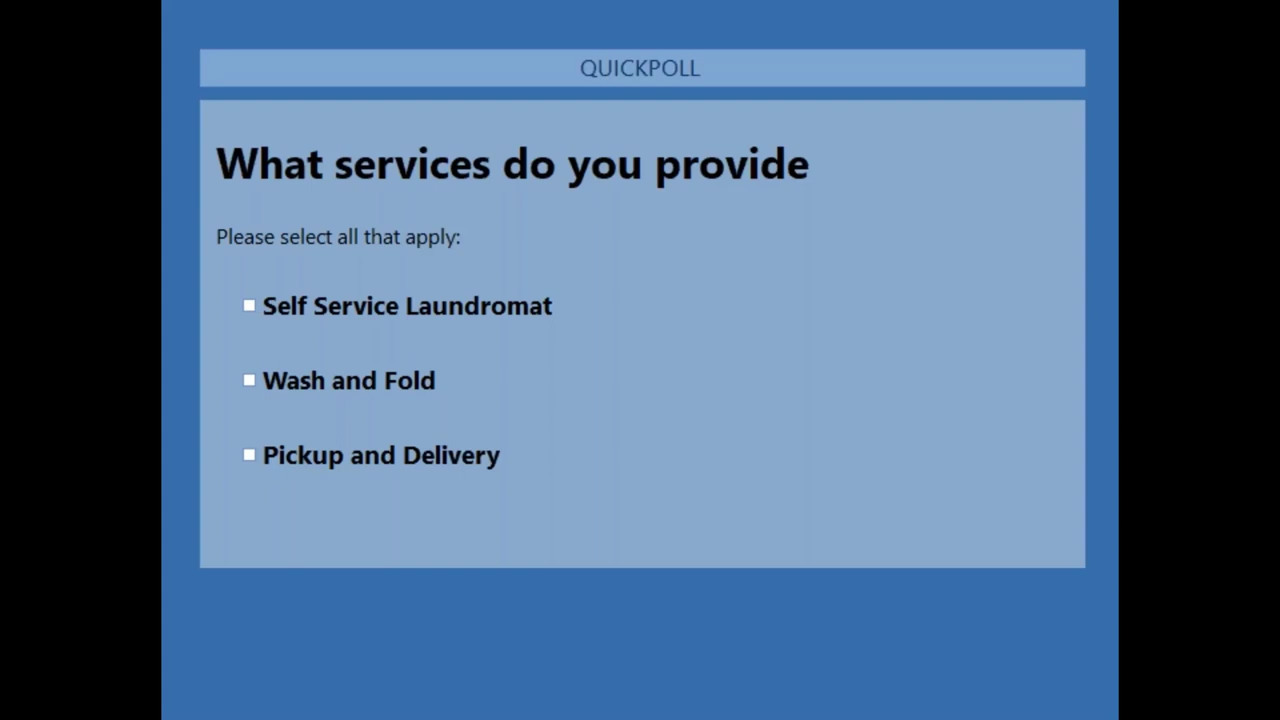 QUICKPOLL
What services do you provide
Please select all that apply:
Self Service Laundromat
Wash and Fold
Pickup and Delivery